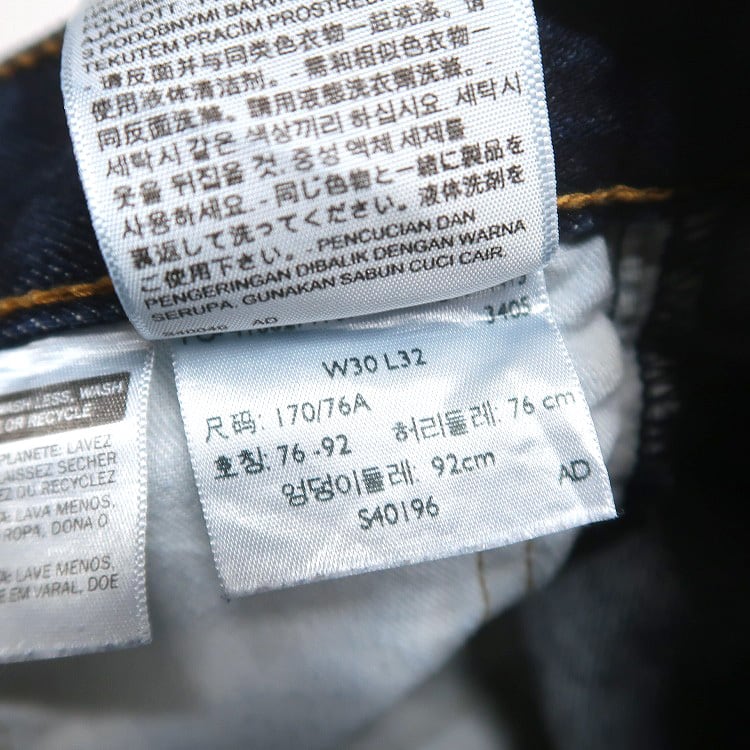 AJÁNLOTT
S PODOBNÝMI BARV
TEKUTÉM PRACÍM PROSTŘED
- 请反面并与同类色衣物一起洗涤。
使用液体清洁剂。- 需和相似色衣物一
同反面洗滌。請用液態洗衣劑洗滌。
세탁시 같은 색상끼리 하십시오. 세탁시
옷을 뒤집을 것. 중성 액체 세제를
사용하세요 - 同じ色物と一緒に製品を
裏返して洗ってください。液体洗剤を
ご使用下さい。- PENCUCIAN DAN
PENGERINGAN DIBALIK DENGAN WARNA
SERUPA. GUNAKAN SABUN CUCI CAIR.
AD
3405
W30 L32
尺码: 170/76A
허리둘레: 76 cm
호칭: 76 -92
엉덩이둘레: 92cm
AD
S40196
WASH LESS, WASH
OR RECYCLE
PLANETE: LAVEZ
LAISSEZ SECHER
Z OU RECYCLEZ
: LAVA MENOS,
ROPA, DONA O
: LAVE MENOS,
E EM VARAL, DOE